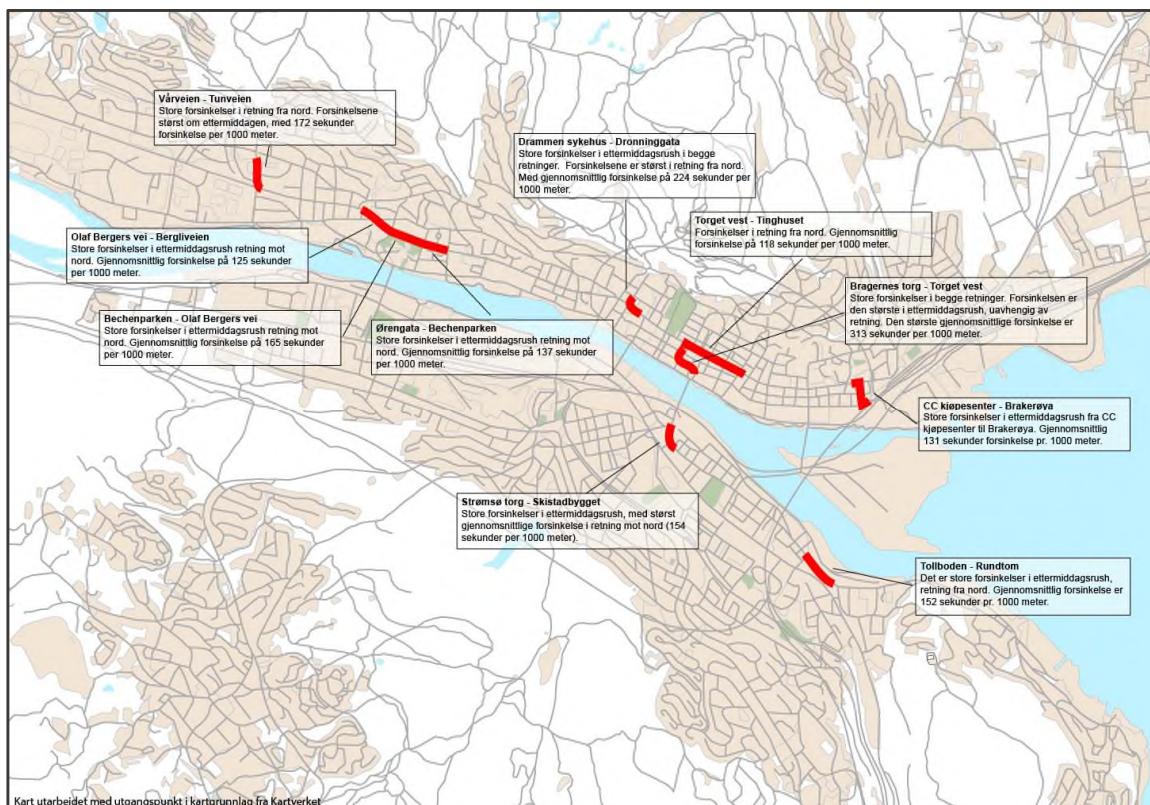 Vårveien - Tunveien
Store forsinkelser i retning fra nord. Forsinkelsene
størst om ettermiddagen, med 172 sekunder
forsinkelse per 1000 meter.
Drammen sykehus - Dronninggata
Store forsinkelser i ettermiddagsrush i begge
retninger. Forsinkelsene er størst i retning fra nord.
Med gjennomsnittlig forsinkelse på 224 sekunder per
1000 meter.
Torget vest - Tinghuset
Forsinkelser i retning fra nord. Gjennomsnittlig
forsinkelse på 118 sekunder per 1000 meter.
Olaf Bergers vei - Bergliveien
Store forsinkelser i ettermiddagsrush retning mot
nord. Gjennomsnittlig forsinkelse på 125 sekunder
per 1000 meter.
Bragernes torg - Torget vest
Store forsinkelser i begge retninger. Forsinkelsen er
den største i ettermiddagsrush, uavhengig av
retning. Den største gjennomsnittlige forsinkelse er
313 sekunder per 1000 meter.
Bechenparken - Olaf Bergers vei
Store forsinkelser i ettermiddagsrush retning mot
nord. Gjennomsnittlig forsinkelse på 165 sekunder
per 1000 meter.
Ørengata - Bechenparken
Store forsinkelser i ettermiddagsrush retning mot
nord. Gjennomsnittlig forsinkelse på 137 sekunder
per 1000 meter.
CC kjøpesenter - Brakerøya
Store forsinkelser i ettermiddagsrush fra CC
kjøpesenter til Brakerøya. Gjennomsnittlig
131 sekunder forsinkelse pr. 1000 meter.
Strømsø torg - Skistadbygget
Store forsinkelser i ettermiddagsrush, med størst
gjennomsnittlige forsinkelse i retning mot nord (154
sekunder per 1000 meter).
Tollboden - Rundtom
Det er store forsinkelser i ettermiddagsrush,
retning fra nord. Gjennomsnittlig forsinkelse er
152 sekunder pr. 1000 meter.
Kart utarbeidet med utgangspunkt i kartgrunnlag fra Kartverket